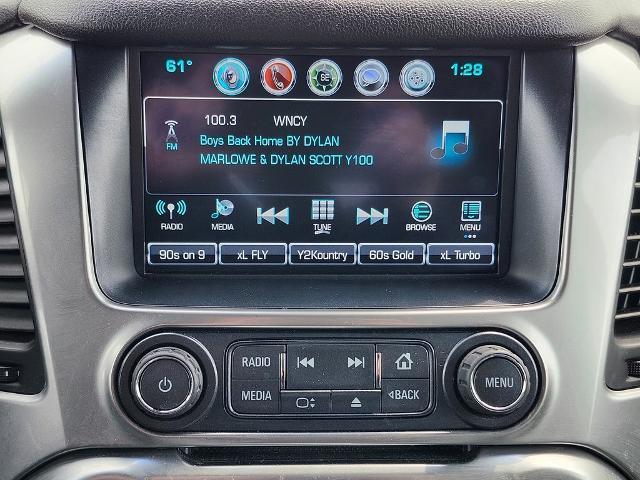 61° 1:28
100.3 WNCY
FM
Boys Back Home BY DYLAN
MARLOWE & DYLAN SCOTT Y100
RADIO MEDIA TUNE BROWSE MENU
90s on 9 xL FLY Y2Kountry 60s Gold xL Turbo
RADIO
MEDIA BACK
MENU